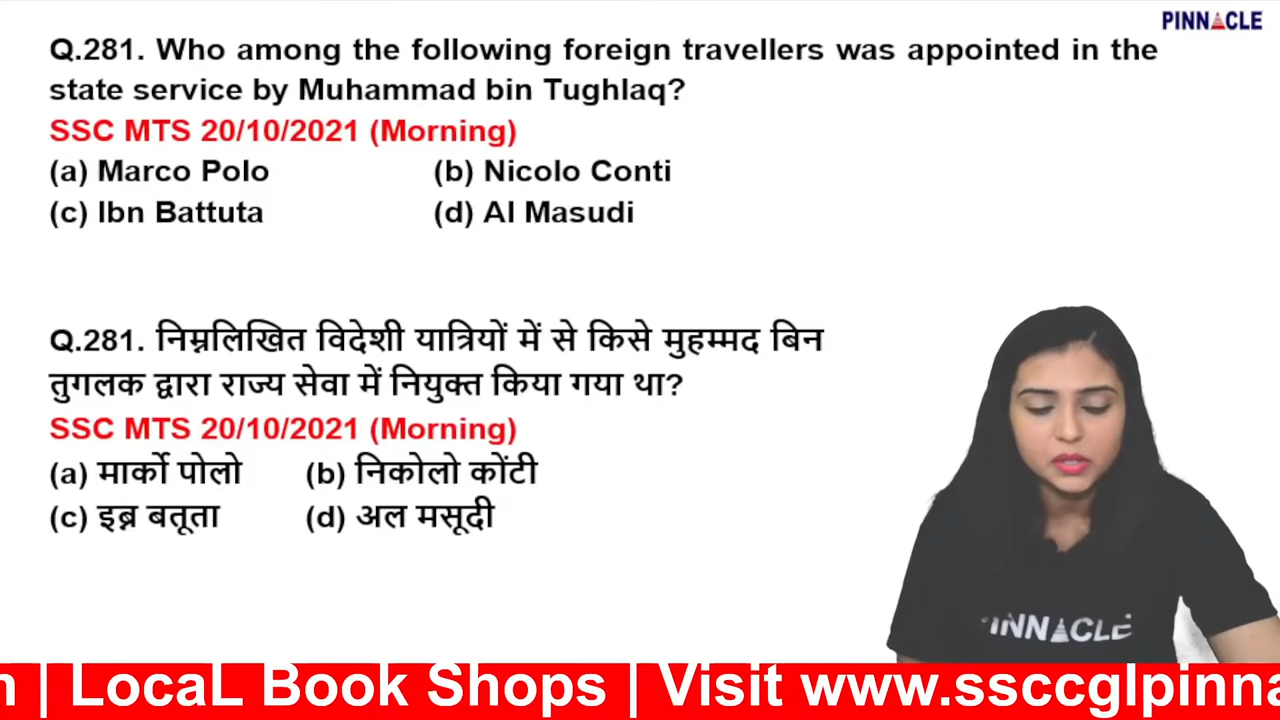 PINNACLE
Q.281. Who among the following foreign travellers was appointed in the
state service by Muhammad bin Tughlaq?
SSC MTS 20/10/2021 (Morning)
(a) Marco Polo (b) Nicolo Conti
(c) Ibn Battuta (d) Al Masudi
Q.281. निम्नलिखित विदेशी यात्रियों में से किसे मुहम्मद बिन
तुगलक द्वारा राज्य सेवा में नियुक्त किया गया था?
SSC MTS 20/10/2021 (Morning)
(a) मार्को पोलो (b) निकोलो कोंटी
(c) इब्न बतूता (d) अल मसूदी
PINNACLE
| LocaL Book Shops | Visit www.ssccglpinna